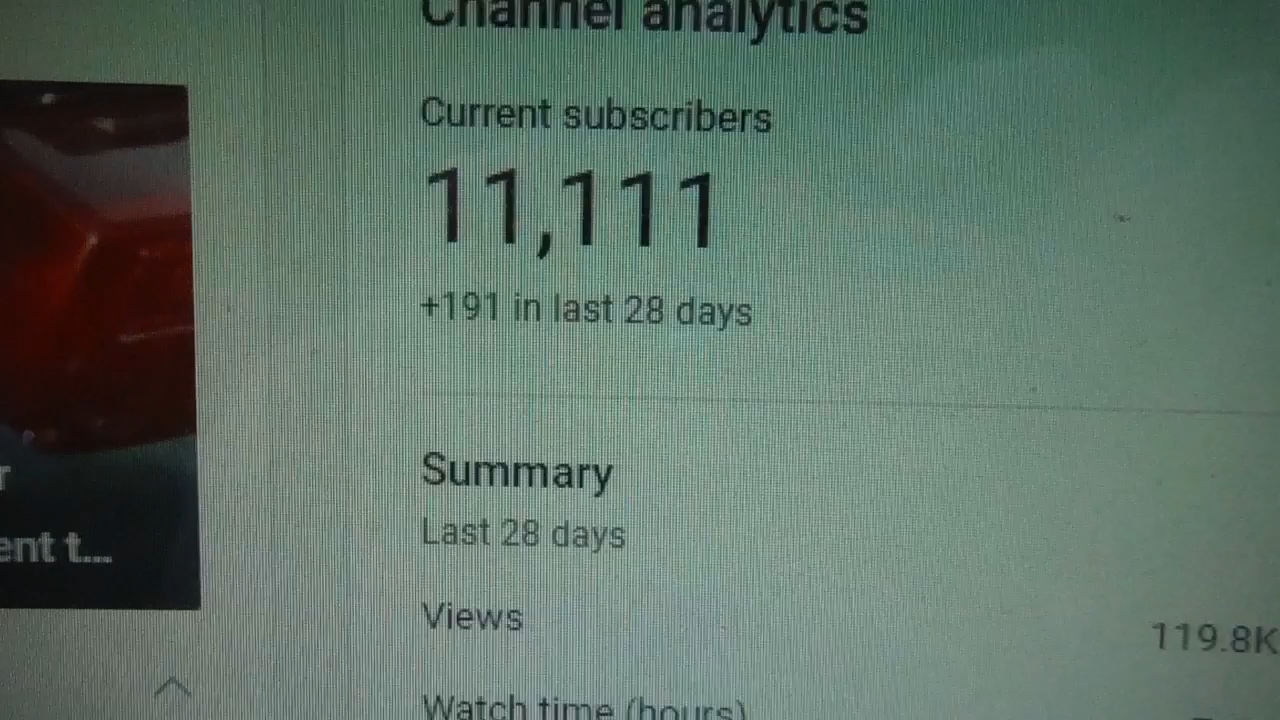 Channel analytics
Current subscribers
11,111
+191 in last 28 days
Summary
Last 28 days
Views
119.8K
Watch time (hours)
r
ent t...